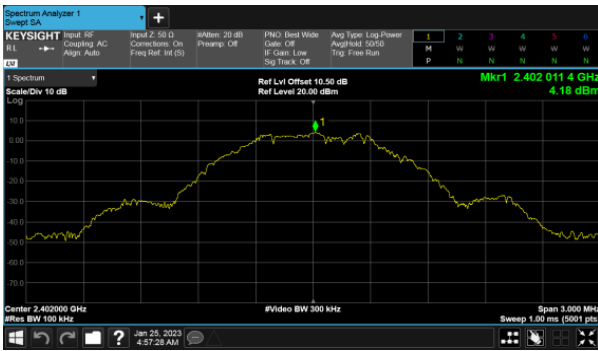 Spectrum Analyzer 1
Swept SA
+
KEYSIGHT Input: RF Input Z: 50 Ω #Atten: 20 dB PNO: Best Wide Avg Type: Log-Power 1 2 3 4 5 6
RL Coupling: AC Corrections: On Preamp: Off Gate: Off Avg|Hold: 50/50 M W W W W W
Align: Auto Freq Ref: Int (S) IF Gain: Low Trig: Free Run
LXI Sig Track: Off P N N N N N
1 Spectrum Ref Lvl Offset 10.50 dB Mkr1 2.402 011 4 GHz
Scale/Div 10 dB Ref Level 20.00 dBm 4.18 dBm
Log
1
10.0
0.00
-10.0
-20.0
-30.0
-40.0
-50.0
-60.0
-70.0
Center 2.402000 GHz #Video BW 300 kHz Span 3.000 MHz
#Res BW 100 kHz Sweep 1.00 ms (5001 pts)
? Jan 25, 2023
4:57:28 AM